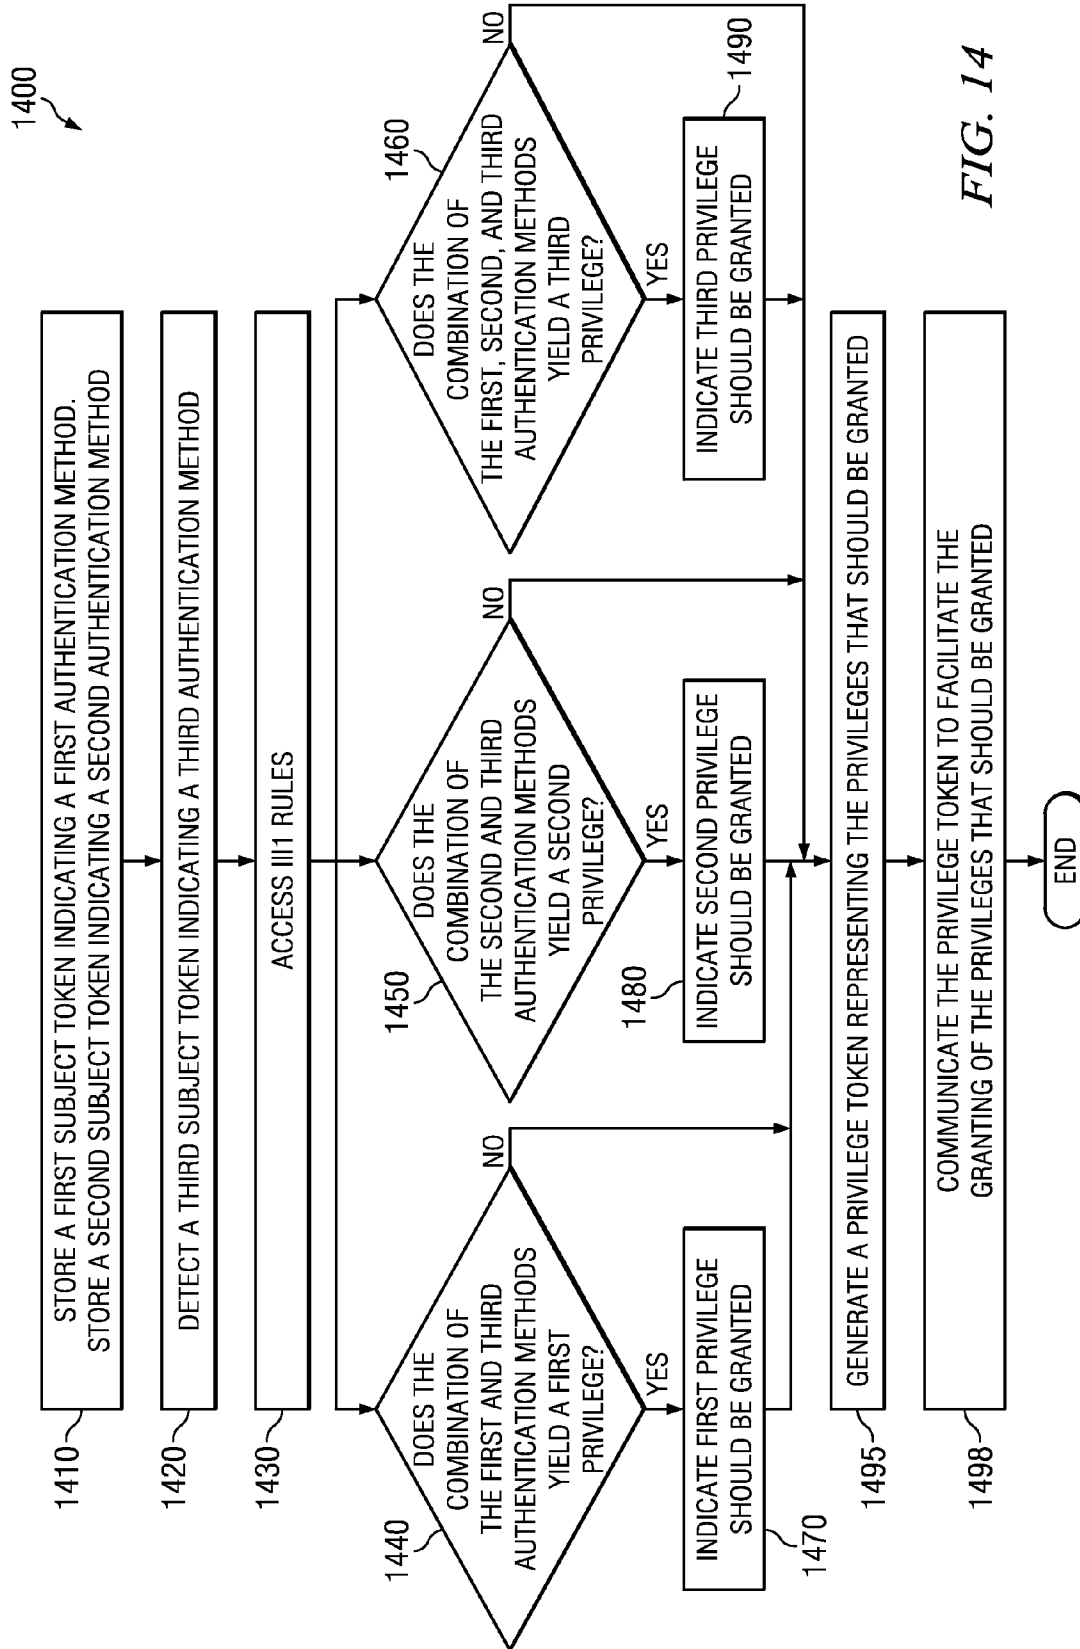 1400
1410
STORE A FIRST SUBJECT TOKEN INDICATING A FIRST AUTHENTICATION METHOD.
STORE A SECOND SUBJECT TOKEN INDICATING A SECOND AUTHENTICATION METHOD
1420
DETECT A THIRD SUBJECT TOKEN INDICATING A THIRD AUTHENTICATION METHOD
1430
ACCESS III1 RULES
1440
DOES THE
COMBINATION OF
THE FIRST AND THIRD
AUTHENTICATION METHODS
YIELD A FIRST
PRIVILEGE?
NO
YES
1450
DOES THE
COMBINATION OF
THE SECOND AND THIRD
AUTHENTICATION METHODS
YIELD A SECOND
PRIVILEGE?
NO
YES
1460
DOES THE
COMBINATION OF
THE FIRST, SECOND, AND THIRD
AUTHENTICATION METHODS
YIELD A THIRD
PRIVILEGE?
NO
YES
INDICATE FIRST PRIVILEGE
SHOULD BE GRANTED
1470
1480
INDICATE SECOND PRIVILEGE
SHOULD BE GRANTED
INDICATE THIRD PRIVILEGE
SHOULD BE GRANTED
1490
1495
GENERATE A PRIVILEGE TOKEN REPRESENTING THE PRIVILEGES THAT SHOULD BE GRANTED
1498
COMMUNICATE THE PRIVILEGE TOKEN TO FACILITATE THE
GRANTING OF THE PRIVILEGES THAT SHOULD BE GRANTED
END
FIG. 14